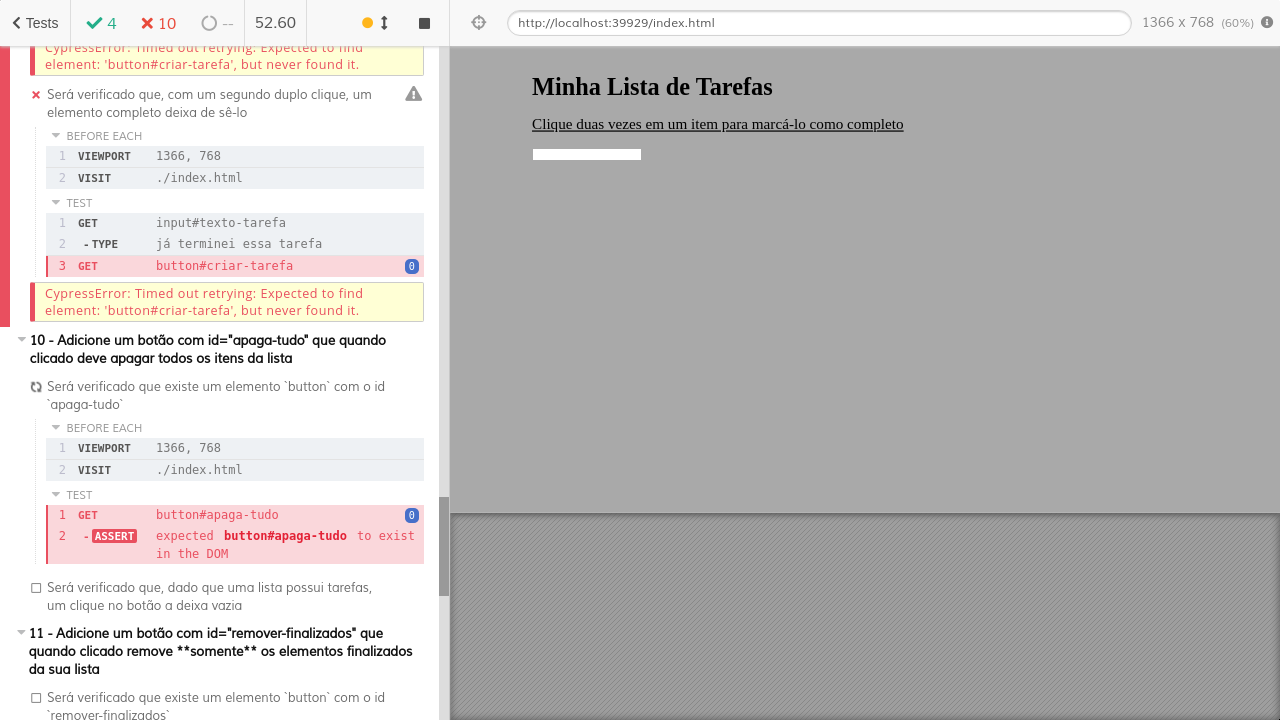 Tests 4 10 -- 52.60
http://localhost:39929/index.html 1366 x 768 (60%)
CypressError: Timed out retrying: Expected to find
element: 'button#criar-tarefa', but never found it.
Será verificado que, com um segundo duplo clique, um
elemento completo deixa de sê-lo
BEFORE EACH
1 VIEWPORT 1366, 768
2 VISIT ./index.html
TEST
1 GET input#texto-tarefa
2 -TYPE já terminei essa tarefa
3 GET button#criar-tarefa 0
CypressError: Timed out retrying: Expected to find
element: 'button#criar-tarefa', but never found it.
10 - Adicione um botão com id="apaga-tudo" que quando
clicado deve apagar todos os itens da lista
Será verificado que existe um elemento `button` com o id
`apaga-tudo`
BEFORE EACH
1 VIEWPORT 1366, 768
2 VISIT ./index.html
TEST
1 GET button#apaga-tudo 0
2 -ASSERT expected button#apaga-tudo to exist
in the DOM
Será verificado que, dado que uma lista possui tarefas,
um clique no botão a deixa vazia
11 - Adicione um botão com id="remover-finalizados" que
quando clicado remove **somente** os elementos finalizados
da sua lista
Será verificado que existe um elemento `button` com o id
`remover-finalizados`
Minha Lista de Tarefas
Clique duas vezes em um item para marcá-lo como completo